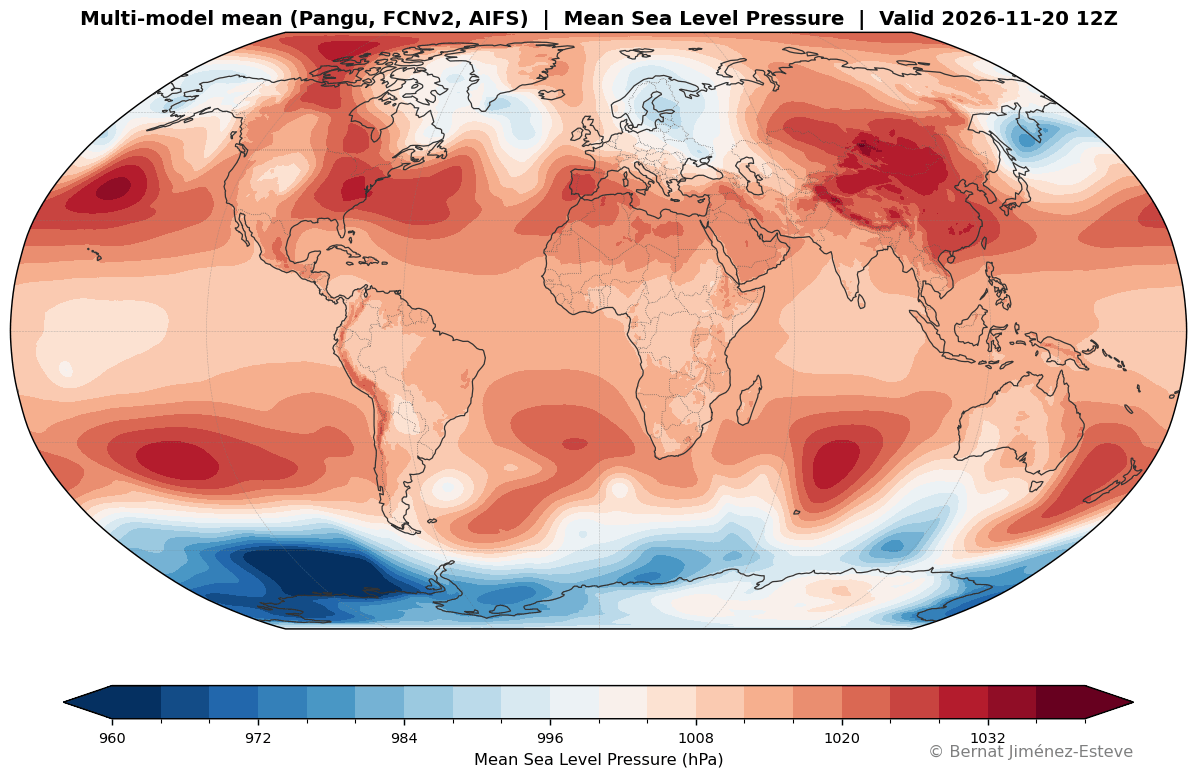 Multi-model mean (Pangu, FCNv2, AIFS)  |  Mean Sea Level Pressure  |  Valid 2026-11-20 12Z
960 972 984 996 1008 1020 1032
Mean Sea Level Pressure (hPa)
© Bernat Jiménez-Esteve